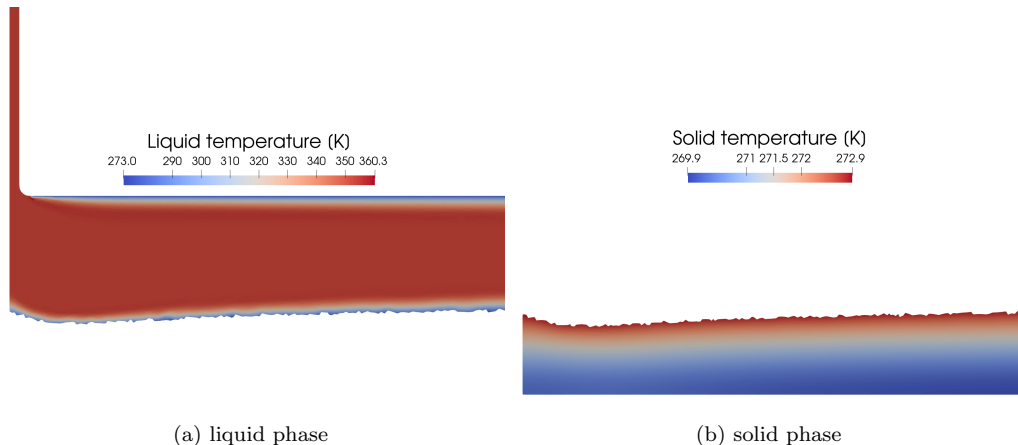 Liquid temperature (K)
273.0 290 300 310 320 330 340 350 360.3
Solid temperature (K)
269.9 271 271.5 272 272.9
(a) liquid phase
(b) solid phase